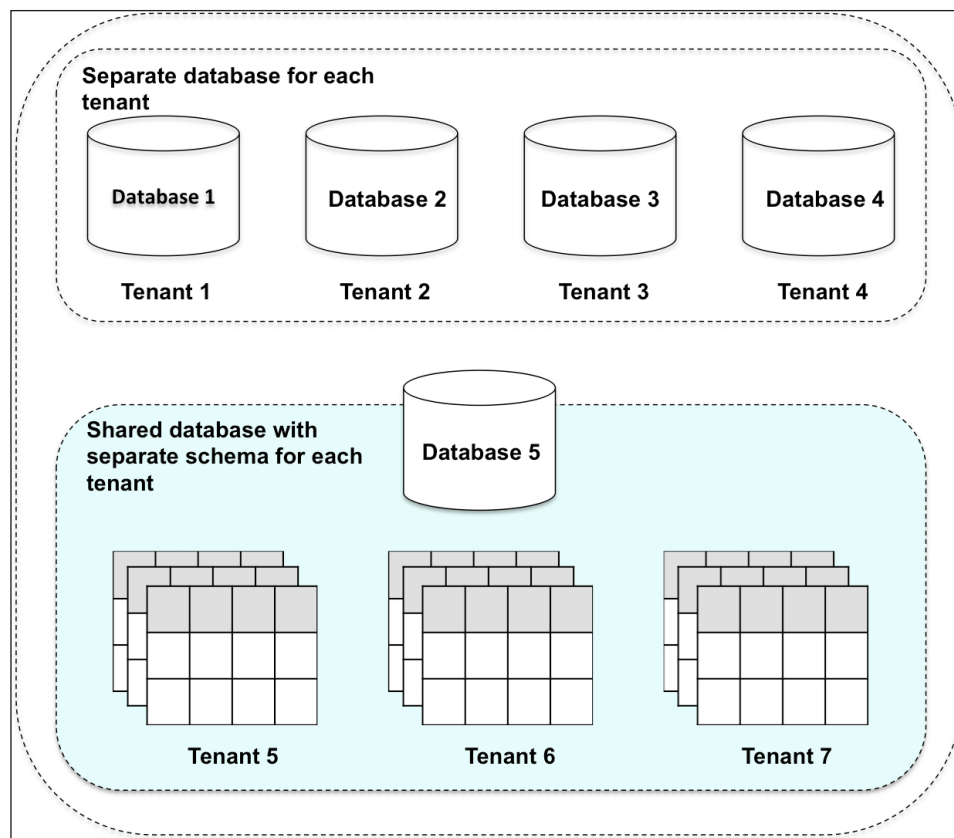 Separate database for each
tenant
Database 1
Database 2
Database 3
Database 4
Tenant 1
Tenant 2
Tenant 3
Tenant 4
Database 5
Shared database with
separate schema for each
tenant
Tenant 5
Tenant 6
Tenant 7